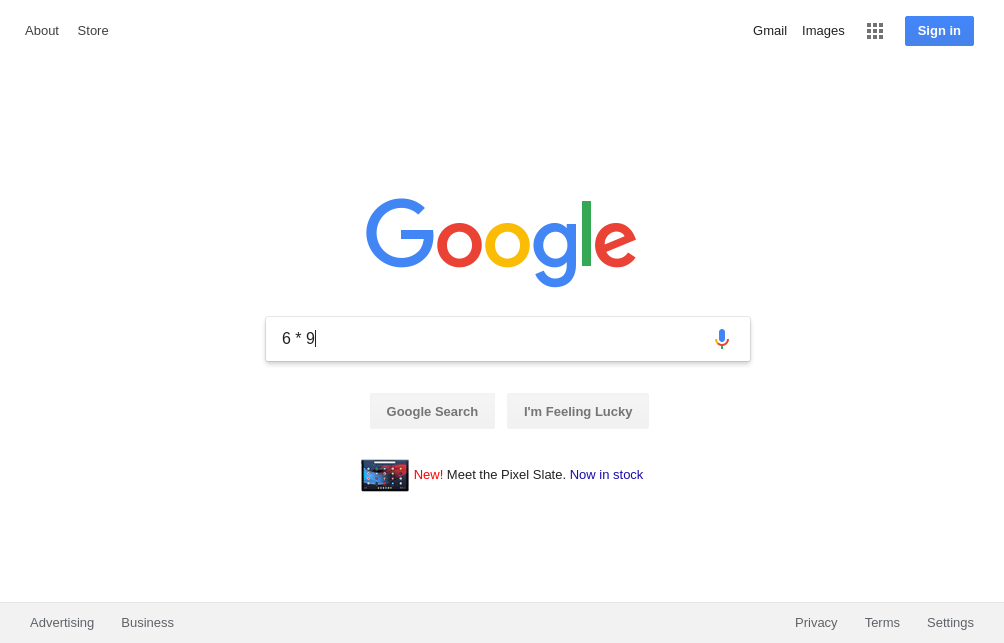 About Store Gmail Images Sign in
Google
6 * 9
Google Search I'm Feeling Lucky
New! Meet the Pixel Slate. Now in stock
Advertising Business Privacy Terms Settings